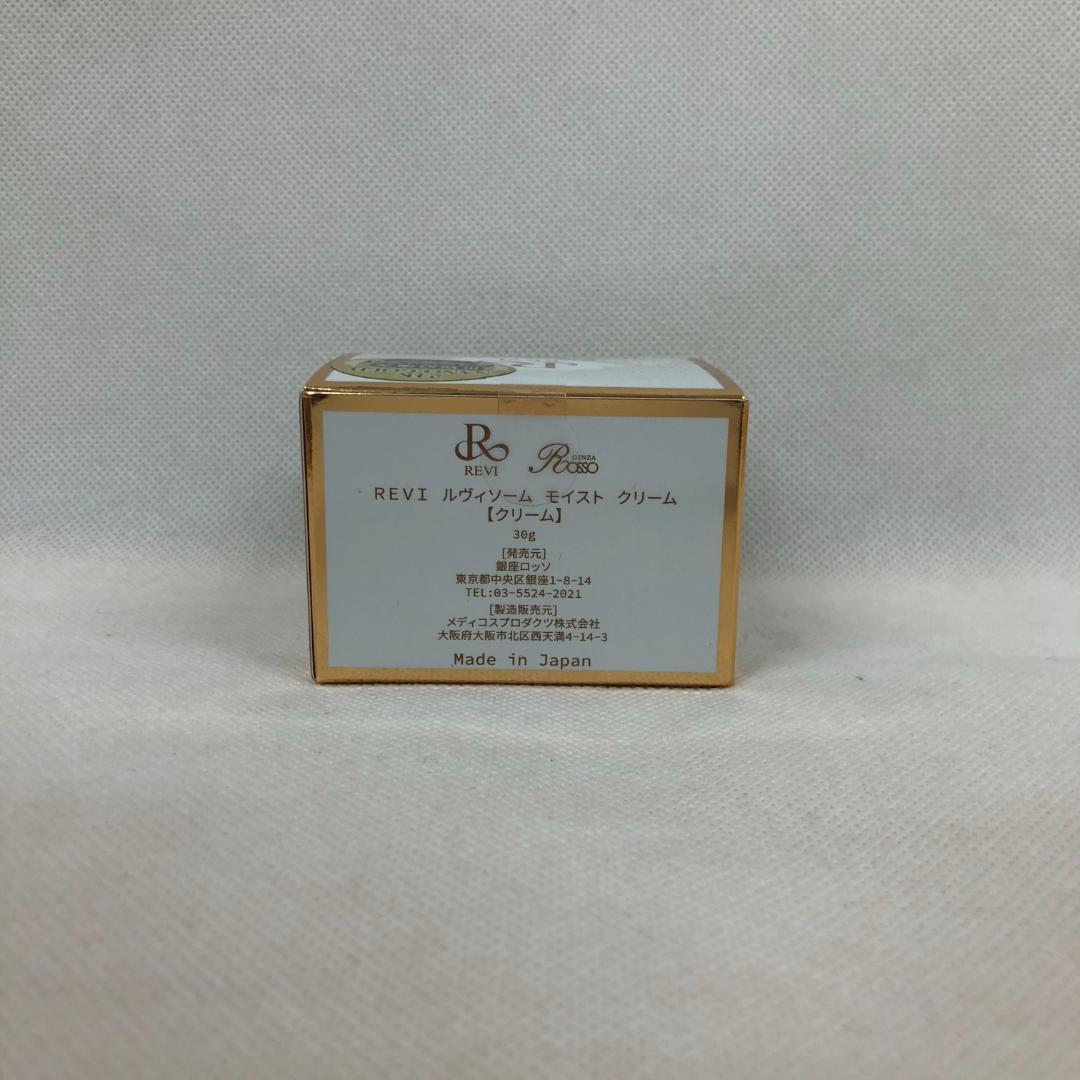 R
REVI
GINZA
Rosso
REVI ルヴィソーム モイスト クリーム
【クリーム】
30g
[発売元]
銀座ロッソ
東京都中央区銀座1-8-14
TEL:03-5524-2021
[製造販売元]
メディコスプロダクツ株式会社
大阪府大阪市北区西天満4-14-3
Made in Japan